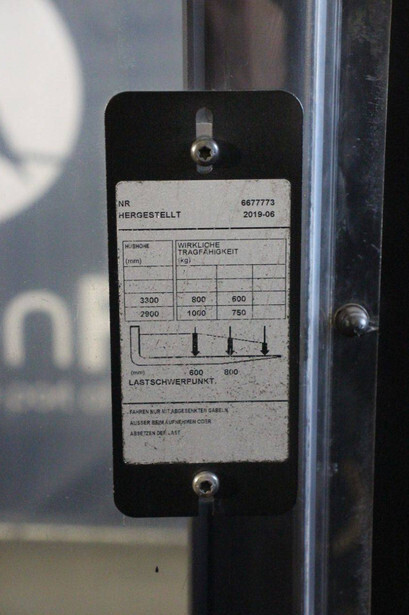 NR 6677773
HERGESTELLT 2019-06
HUBHÖHE WIRKLICHE
TRAGFÄHIGKEIT
(mm) (kg)
3300 800 600
2900 1000 750
(mm) 600 800
LASTSCHWERPUNKT.
FAHREN NUR MIT ABGESENKTEN GABELN.
AUSSER BEIM AUFNEHMEN ODER
ABSETZEN DER LAST